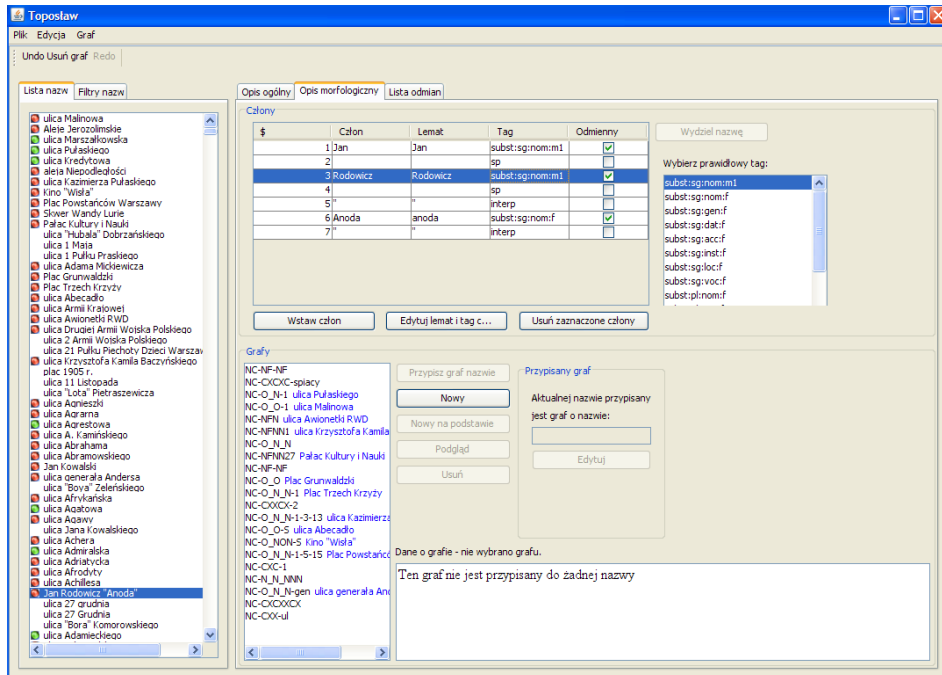 Toposław
Plik Edycja Graf
Undo Usuń graf Redo
Lista nazw Filtry nazw
ulica Malinowa
Aleje Jerozolimskie
ulica Marszałkowska
ulica Pułaskiego
ulica Kredytowa
aleja Niepodległości
ulica Kazimierza Pułaskiego
Kino "Wisła"
Plac Powstańców Warszawy
Skwer Wandy Lurie
Pałac Kultury i Nauki
ulica "Hubala" Dobrzańskiego
ulica 1 Maja
ulica 1 Pułku Praskiego
ulica Adama Mickiewicza
Plac Grunwaldzki
Plac Trzech Krzyży
ulica Abecadło
ulica Armii Krajowej
ulica Awionetki RWD
ulica Drugiej Armii Wojska Polskiego
ulica 2 Armii Wojska Polskiego
ulica 21 Pułku Piechoty Dzieci Warszaw
ulica Krzysztofa Kamila Baczyńskiego
plac 1905 r.
ulica 11 Listopada
ulica "Lota" Pietraszewicza
ulica Agnieszki
ulica Agrarna
ulica Agrestowa
ulica A. Kamińskiego
ulica Abrahama
ulica Abramowskiego
Jan Kowalski
ulica generała Andersa
ulica "Boya" Żeleńskiego
ulica Afrykańska
ulica Agatowa
ulica Agawy
ulica Jana Kowalskiego
ulica Achera
ulica Admiralska
ulica Adriatycka
ulica Afrodyty
ulica Achillesa
Jan Rodowicz "Anoda"
ulica 27 grudnia
ulica 27 Grudnia
ulica "Bora" Komorowskiego
ulica Adamieckiego
Opis ogólny Opis morfologiczny Lista odmian
Człony
$ Człon Lemat Tag Odmienny
1 Jan Jan subst:sg:nom:m1
2 sp
3 Rodowicz Rodowicz subst:sg:nom:m1
4 sp
5 " " interp
6 Anoda anoda subst:sg:nom:f
7 " " interp
Wstaw człon Edytuj lemat i tag c... Usuń zaznaczone człony
Wydziel nazwę
Wybierz prawidłowy tag:
subst:sg:nom:m1
subst:sg:nom:f
subst:sg:gen:f
subst:sg:dat:f
subst:sg:acc:f
subst:sg:inst:f
subst:sg:loc:f
subst:sg:voc:f
subst:pl:nom:f
Grafy
NC-NF-NF
NC-CXCXC-spiacy
NC-O_N-1 ulica Pułaskiego
NC-O_O-1 ulica Malinowa
NC-NFN ulica Awionetki RWD
NC-NFNN1 ulica Krzysztofa Kamila
NC-O_N_N
NC-NFNN27 Pałac Kultury i Nauki
NC-NF-NF
NC-O_O Plac Grunwaldzki
NC-O_N_N-1 Plac Trzech Krzyży
NC-CXXCX-2
NC-O_N_N-1-3-13 ulica Kazimierza
NC-O_O-S ulica Abecadło
NC-O_NON-S Kino "Wisła"
NC-O_N_N-1-5-15 Plac Powstańcó
NC-CXC-1
NC-N_N_NNN
NC-O_N_N-gen ulica generała And
NC-CXCXXCX
NC-CXX-ul
Przypisz graf nazwie
Nowy
Nowy na podstawie
Podgląd
Usuń
Przypisany graf
Aktualnej nazwie przypisany
jest graf o nazwie:
Edytuj
Dane o grafie - nie wybrano grafu.
Ten graf nie jest przypisany do żadnej nazwy